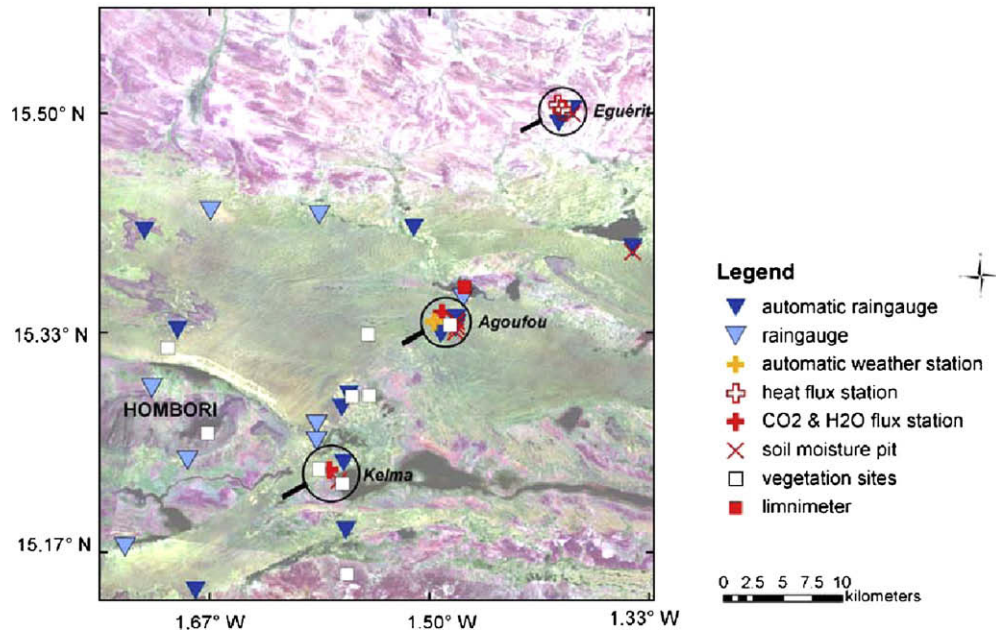 15.50° N
Eguérit
Agoufou
15.33° N
HOMBORI
Kelma
15.17° N
1.67° W
1.50° W
1.33° W
Legend
automatic raingauge
raingauge
automatic weather station
heat flux station
CO2 & H2O flux station
soil moisture pit
vegetation sites
limnimeter
0 2.5 5 7.5 10
kilometers